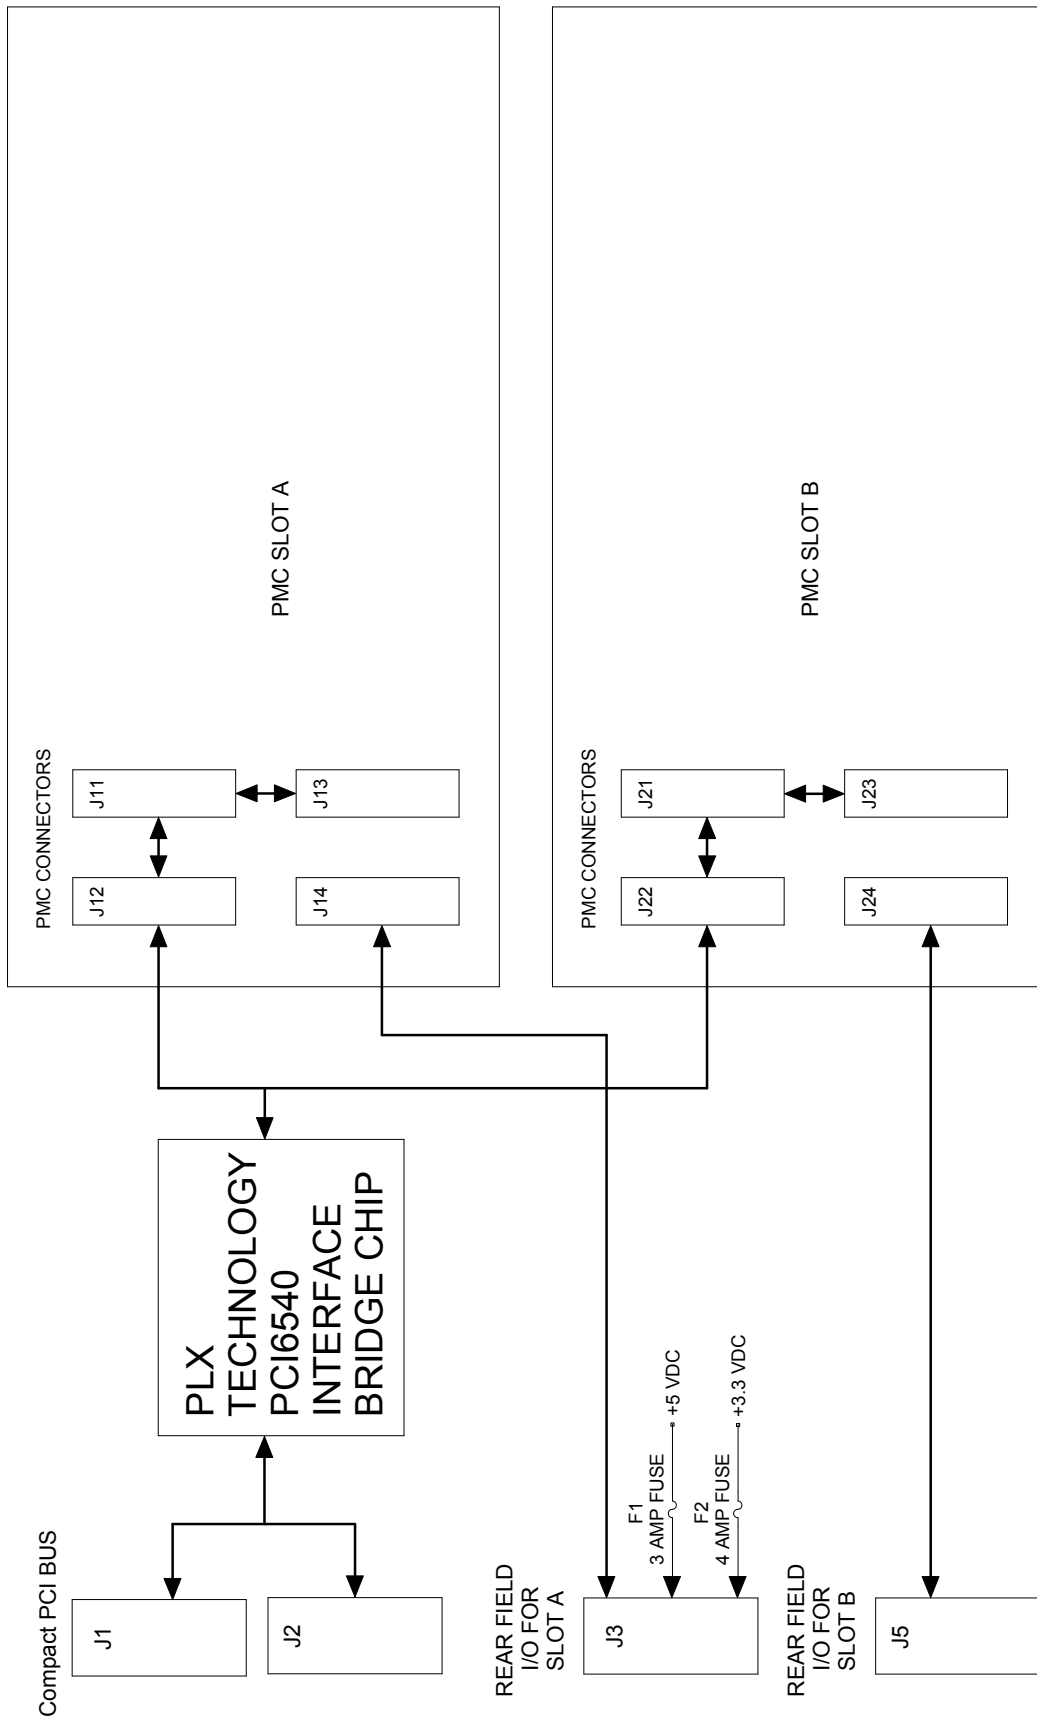 Compact PCI BUS
J1
J2
PLX
TECHNOLOGY
PCI6540
INTERFACE
BRIDGE CHIP
PMC CONNECTORS
J12
J11
J14
J13
PMC SLOT A
REAR FIELD
I/O FOR
SLOT A
J3
F1
3 AMP FUSE
+5 VDC
F2
4 AMP FUSE
+3.3 VDC
REAR FIELD
I/O FOR
SLOT B
J5
PMC CONNECTORS
J22
J21
J24
J23
PMC SLOT B